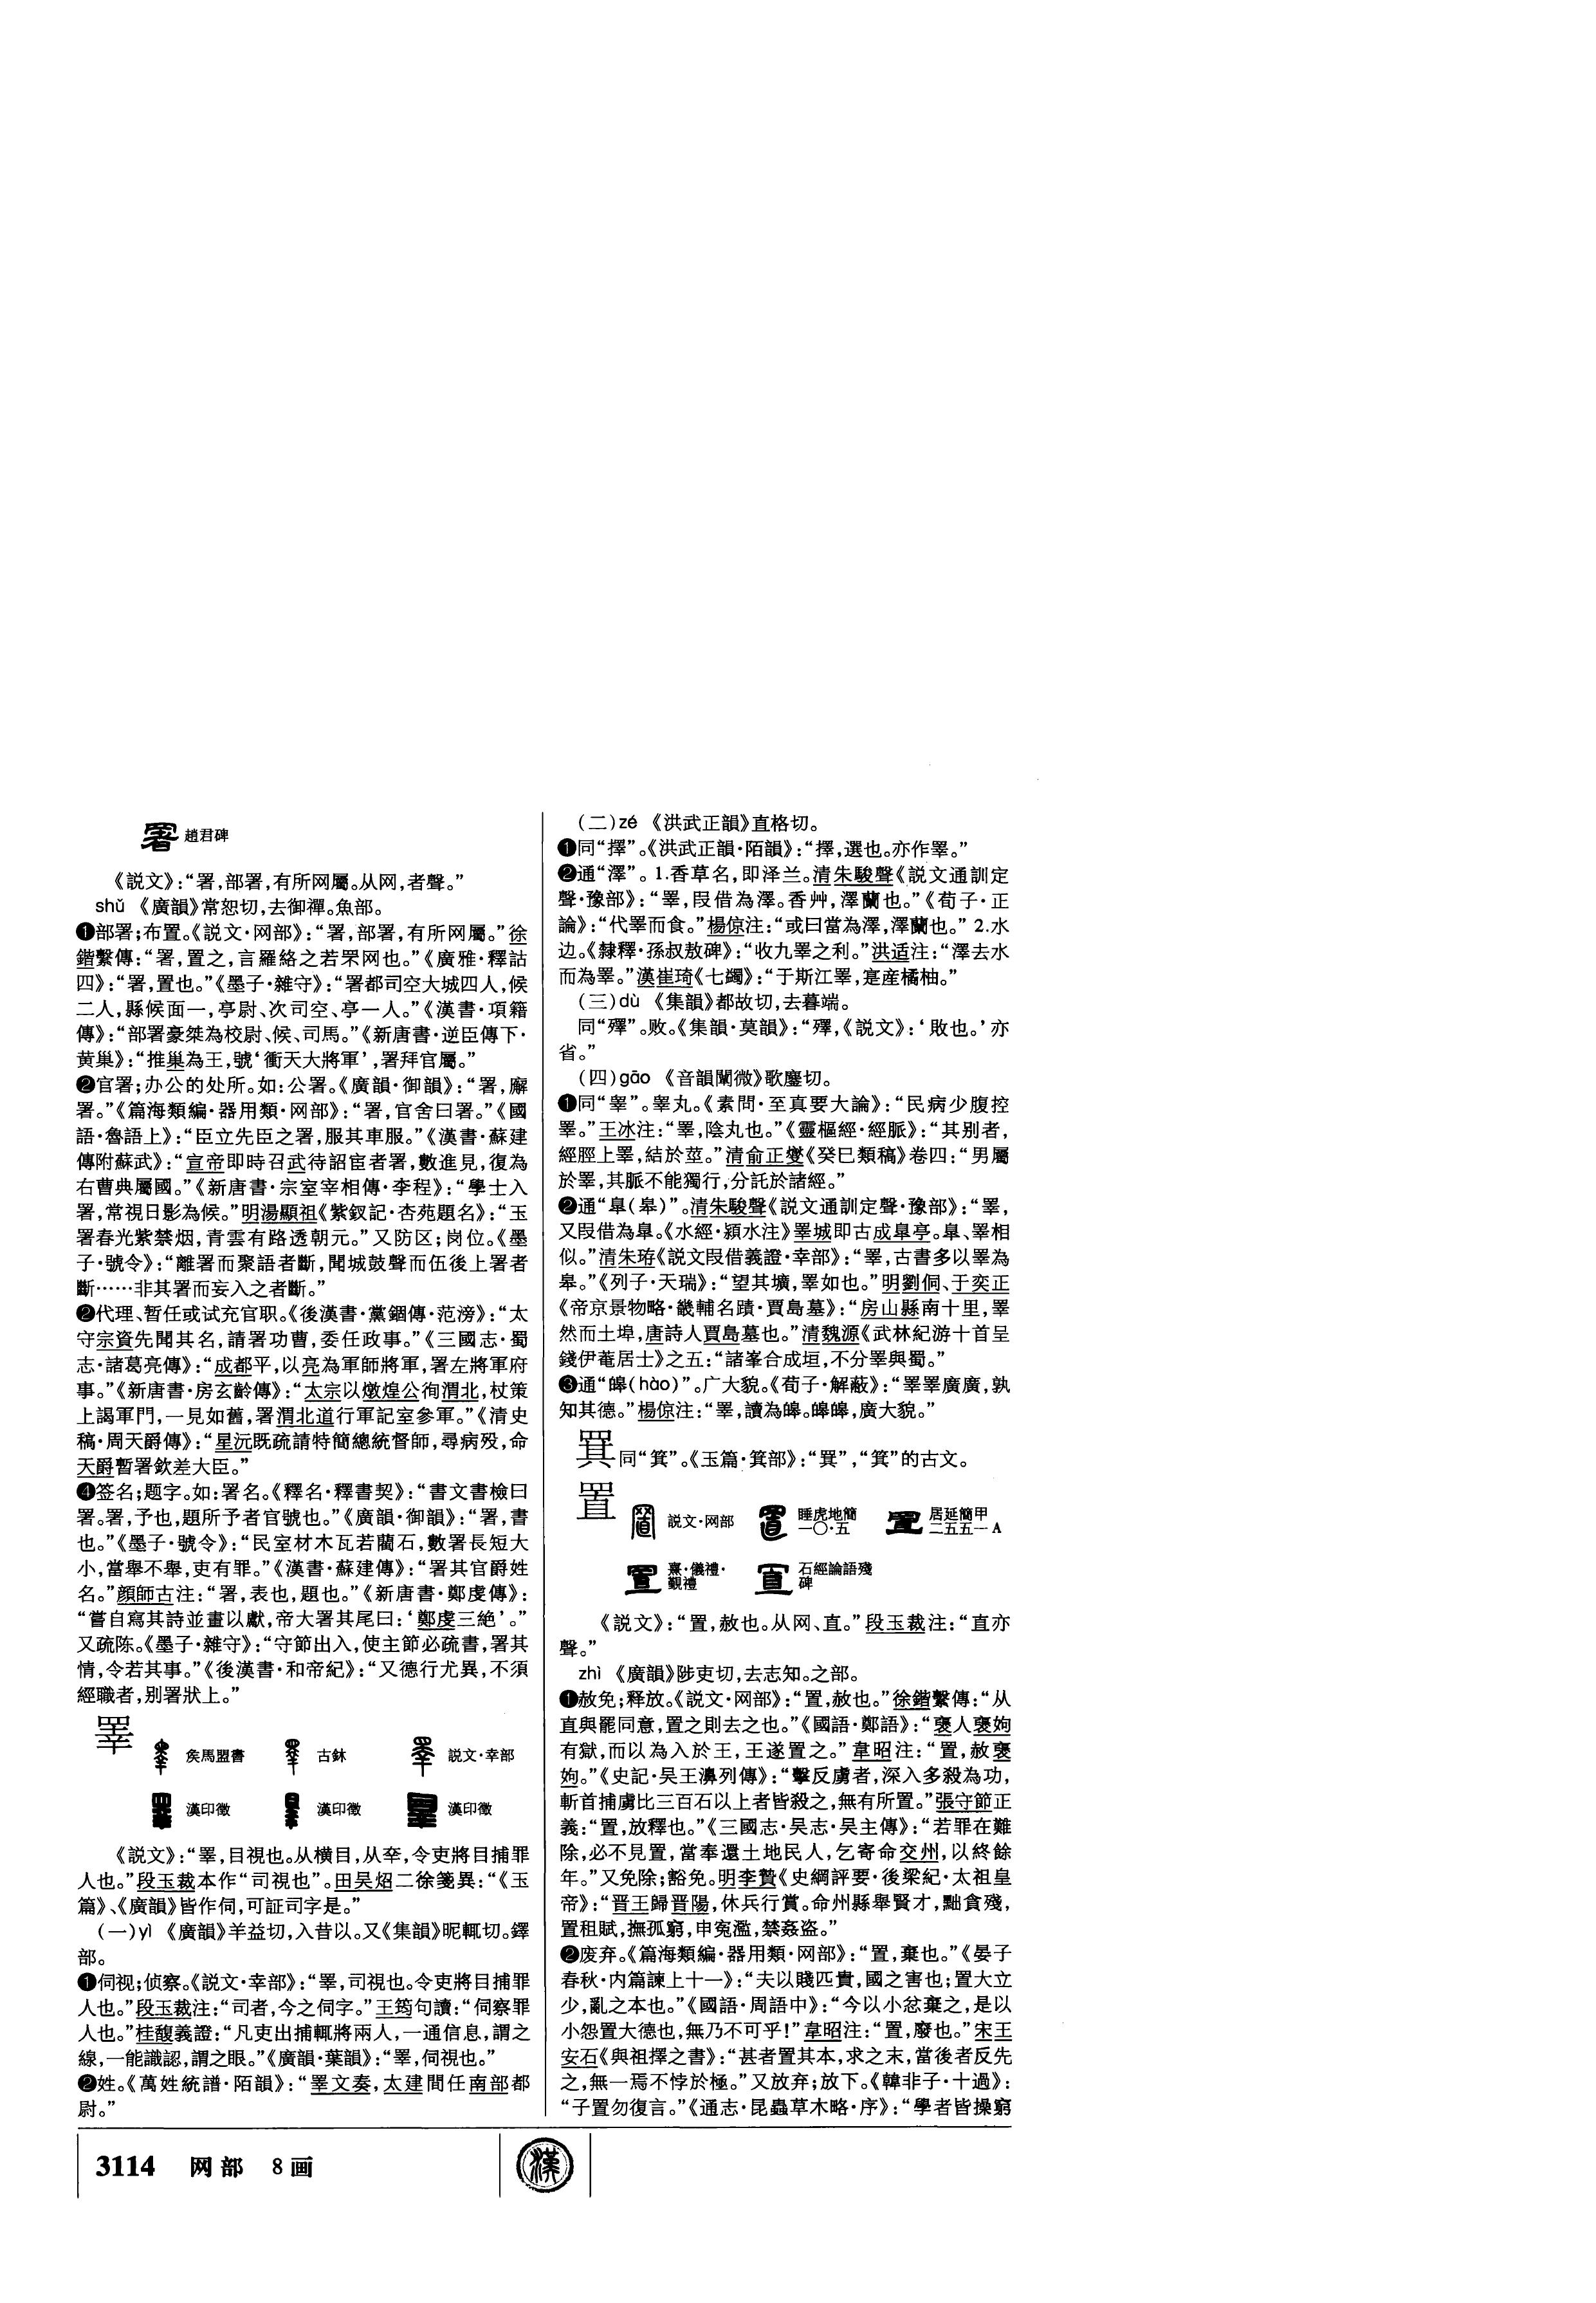 趙君碑
《説文》：“署，部署，有所网屬。从网，者聲。”
shǔ 《廣韻》常恕切，去御禪。魚部。
❶部署；布置。《説文·网部》：“署，部署，有所网屬。”徐
鍇繫傳：“署，置之，言羅絡之若罘网也。”《廣雅·釋詁
四》：“署，置也。”《墨子·雜守》：“署都司空大城四人，候
二人，縣候面一，亭尉、次司空、亭一人。”《漢書·項籍
傳》：“部署豪桀為校尉、候、司馬。”《新唐書·逆臣傳下·
黄巢》：“推巢為王，號‘衝天大將軍’，署拜官屬。”
❷官署；办公的处所。如：公署。《廣韻·御韻》：“署，廨
署。”《篇海類編·器用類·网部》：“署，官舍曰署。”《國
語·魯語上》：“臣立先臣之署，服其車服。”《漢書·蘇建
傳附蘇武》：“宣帝即時召武待詔宦者署，數進見，復為
右曹典屬國。”《新唐書·宗室宰相傳·李程》：“學士入
署，常視日影為候。”明湯顯祖《紫釵記·杏苑題名》：“玉
署春光紫禁烟，青雲有路透朝元。”又防区；岗位。《墨
子·號令》：“離署而聚語者斷，聞城鼓聲而伍後上署者
斷……非其署而妄入之者斷。”
❷代理、暂任或试充官职。《後漢書·黨錮傳·范滂》：“太
守宗資先聞其名，請署功曹，委任政事。”《三國志·蜀
志·諸葛亮傳》：“成都平，以亮為軍師將軍，署左將軍府
事。”《新唐書·房玄齡傳》：“太宗以燉煌公徇渭北，杖策
上謁軍門，一見如舊，署渭北道行軍記室參軍。”《清史
稿·周天爵傳》：“星沅既疏請特簡總統督師，尋病殁，命
天爵暫署欽差大臣。”
❹签名；题字。如：署名。《釋名·釋書契》：“書文書檢曰
署。署，予也，題所予者官號也。”《廣韻·御韻》：“署，書
也。”《墨子·號令》：“民室材木瓦若藺石，數署長短大
小，當舉不舉，吏有罪。”《漢書·蘇建傳》：“署其官爵姓
名。”顔師古注：“署，表也，題也。”《新唐書·鄭虔傳》：
“嘗自寫其詩並畫以獻，帝大署其尾曰：‘鄭虔三絶’。”
又疏陈。《墨子·雜守》：“守節出入，使主節必疏書，署其
情，令若其事。”《後漢書·和帝紀》：“又德行尤異，不須
經職者，别署狀上。”
睪 矦馬盟書 古鉥 説文·幸部
漢印徵 漢印徵 漢印徵
《説文》：“睪，目視也。从横目，从㚔，令吏將目捕罪
人也。”段玉裁本作“司視也”。田吴炤二徐箋異：“《玉
篇》、《廣韻》皆作伺，可証司字是。”
（一）yì 《廣韻》羊益切，入昔以。又《集韻》昵輒切。鐸
部。
❶伺视；侦察。《説文·幸部》：“睪，司視也。令吏將目捕罪
人也。”段玉裁注：“司者，今之伺字。”王筠句讀：“伺察罪
人也。”桂馥義證：“凡吏出捕輒將兩人，一通信息，謂之
線，一能識認，謂之眼。”《廣韻·葉韻》：“睪，伺視也。”
❷姓。《萬姓統譜·陌韻》：“睪文奏，太建間任南部都
尉。”
（二）zé 《洪武正韻》直格切。
❶同“擇”。《洪武正韻·陌韻》：“擇，選也。亦作睪。”
❷通“澤”。1.香草名，即泽兰。清朱駿聲《説文通訓定
聲·豫部》：“睪，叚借為澤。香艸，澤蘭也。”《荀子·正
論》：“代睪而食。”楊倞注：“或曰當為澤，澤蘭也。”2.水
边。《隸釋·孫叔敖碑》：“收九睪之利。”洪适注：“澤去水
而為睪。”漢崔琦《七蠲》：“于斯江睪，寔産橘柚。”
（三）dù 《集韻》都故切，去暮端。
同“殬”。败。《集韻·莫韻》：“殬，《説文》：‘敗也。’亦
省。”
（四）gāo 《音韻闡微》歌鏖切。
❶同“睾”。睾丸。《素問·至真要大論》：“民病少腹控
睪。”王冰注：“睪，陰丸也。”《靈樞經·經脈》：“其别者，
經脛上睪，結於莖。”清俞正燮《癸巳類稿》卷四：“男屬
於睪，其脈不能獨行，分託於諸經。”
❷通“臯（皋）”。清朱駿聲《説文通訓定聲·豫部》：“睪，
又叚借為臯。《水經·潁水注》睪城即古成臯亭。臯、睪相
似。”清朱珔《説文叚借義證·幸部》：“睪，古書多以睪為
皋。”《列子·天瑞》：“望其壙，睪如也。”明劉侗、于奕正
《帝京景物略·畿輔名蹟·賈島墓》：“房山縣南十里，睪
然而土埠，唐詩人賈島墓也。”清魏源《武林紀游十首呈
錢伊菴居士》之五：“諸峯合成垣，不分睪與蜀。”
❸通“皞（hào）”。广大貌。《荀子·解蔽》：“睪睪廣廣，孰
知其德。”楊倞注：“睪，讀為皞。皞皞，廣大貌。”
同“箕”。《玉篇·箕部》：“㠱”，“箕”的古文。
置 説文·网部 睡虎地簡一〇·五 居延簡甲二五五一A
熹·儀禮·覲禮 石經論語殘碑
《説文》：“置，赦也。从网、直。”段玉裁注：“直亦
聲。”
zhì 《廣韻》陟吏切，去志知。之部。
❶赦免；释放。《説文·网部》：“置，赦也。”徐鍇繫傳：“从
直與罷同意，置之則去之也。”《國語·鄭語》：“褒人褒姁
有獄，而以為入於王，王遂置之。”韋昭注：“置，赦褒
姁。”《史記·吴王濞列傳》：“擊反虜者，深入多殺為功，
斬首捕虜比三百石以上者皆殺之，無有所置。”張守節正
義：“置，放釋也。”《三國志·吴志·吴主傳》：“若罪在難
除，必不見置，當奉還土地民人，乞寄命交州，以終餘
年。”又免除；豁免。明李贄《史綱評要·後梁紀·太祖皇
帝》：“晋王歸晋陽，休兵行賞。命州縣舉賢才，黜貪殘，
置租賦，撫孤窮，申寃濫，禁姦盗。”
❷废弃。《篇海類編·器用類·网部》：“置，棄也。”《晏子
春秋·内篇諫上十一》：“夫以賤匹貴，國之害也；置大立
少，亂之本也。”《國語·周語中》：“今以小忿棄之，是以
小怨置大德也，無乃不可乎！”韋昭注：“置，廢也。”宋王
安石《與祖擇之書》：“甚者置其本，求之末，當後者反先
之，無一焉不悖於極。”又放弃；放下。《韓非子·十過》：
“子置勿復言。”《通志·昆蟲草木略·序》：“學者皆操窮
3114 网部 8画
漢